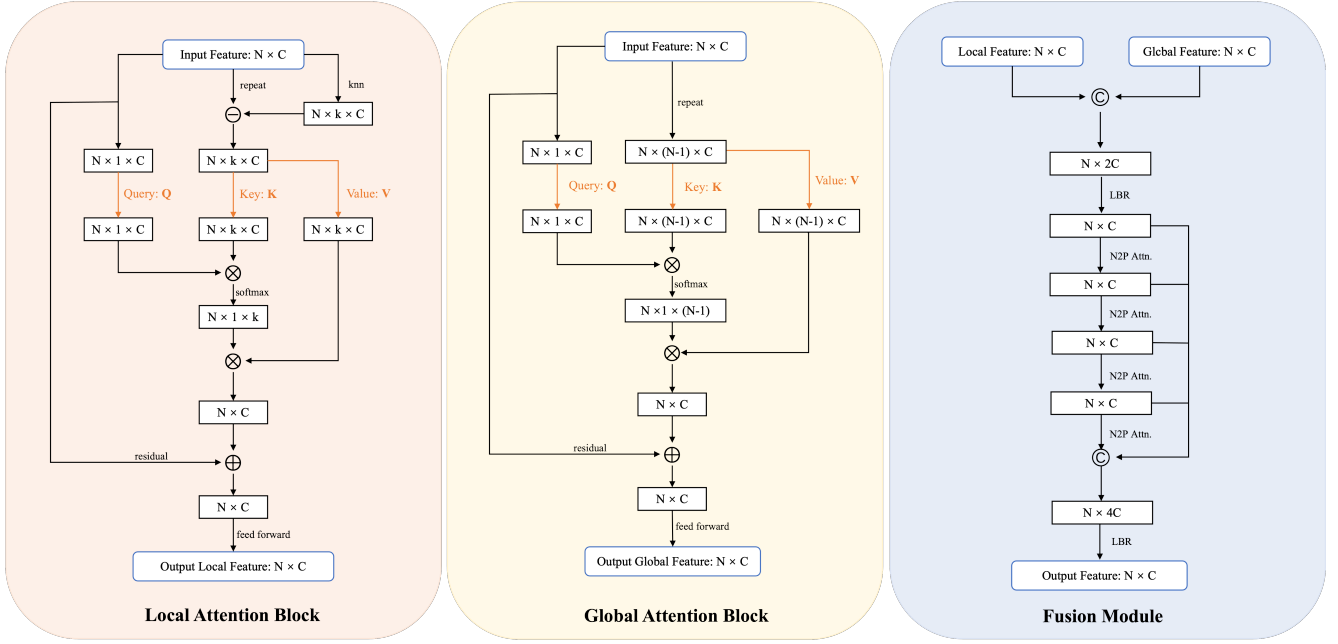 Input Feature: N × C
repeat
knn
N × k × C
N × 1 × C
N × k × C
Query: Q
Key: K
Value: V
N × 1 × C
N × k × C
N × k × C
softmax
N × 1 × k
N × C
residual
N × C
feed forward
Output Local Feature: N × C
Local Attention Block
Input Feature: N × C
repeat
N × 1 × C
N × (N-1) × C
Query: Q
Key: K
Value: V
N × 1 × C
N × (N-1) × C
N × (N-1) × C
softmax
N ×1 × (N-1)
N × C
residual
N × C
feed forward
Output Global Feature: N × C
Global Attention Block
Local Feature: N × C
Glcbal Feature: N × C
C
N × 2C
LBR
N × C
N2P Attn.
N × C
N2P Attn.
N × C
N2P Attn.
N × C
N2P Attn.
C
N × 4C
LBR
Output Feature: N × C
Fusion Module